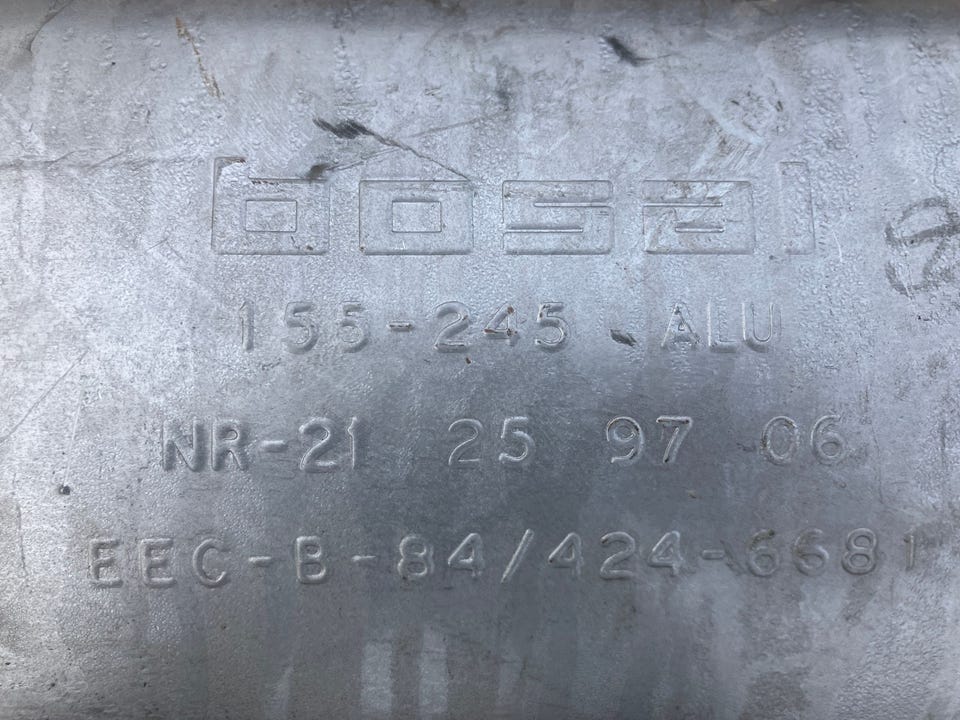 bosal
155-245 ALU
NR-21 25 97 06
EEC-B-84/424-6681